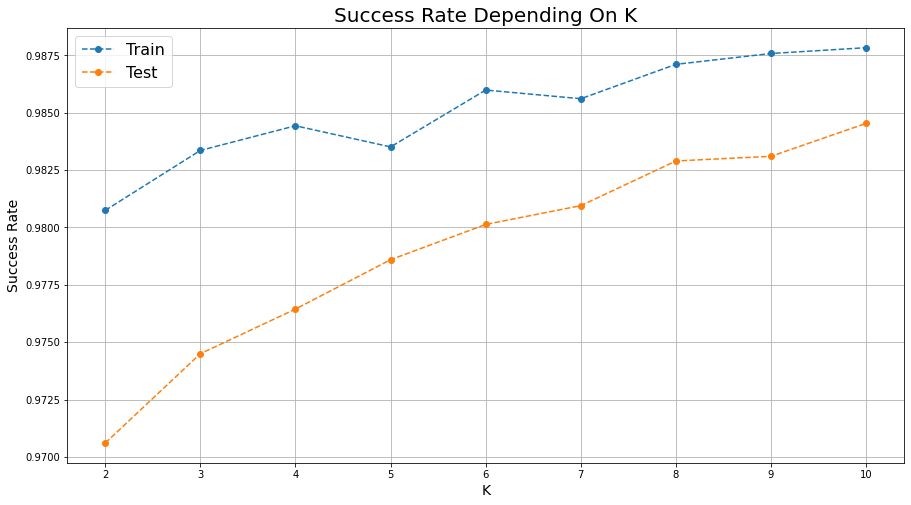 Success Rate Depending On K
Train
Test
0.9875
0.9850
0.9825
0.9800
0.9775
0.9750
0.9725
0.9700
Success Rate
2 3 4 5 6 7 8 9 10
K